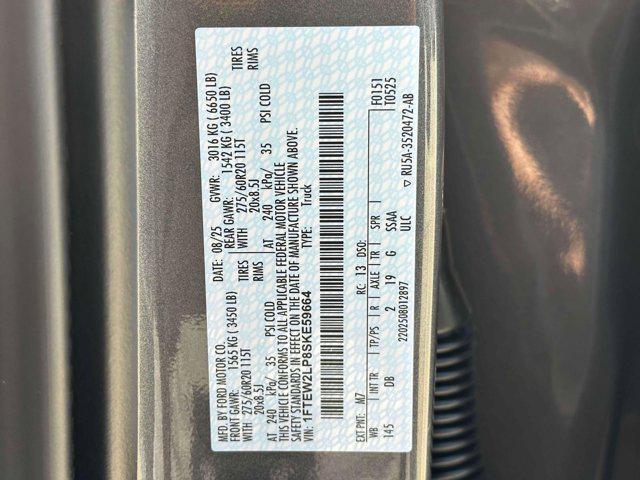 MFD. BY FORD MOTOR CO.
DATE: 08/25 GVWR: 3016 KG ( 6650 LB)
FRONT GAWR: 1565 KG ( 3450 LB) REAR GAWR: 1542 KG ( 3400 LB)
WITH 275/60R20 115T TIRES WITH 275/60R20 115T TIRES
20x8.5J RIMS 20x8.5J RIMS
AT 240 kPa/ 35 PSI COLD AT 240 kPa/ 35 PSI COLD
THIS VEHICLE CONFORMS TO ALL APPLICABLE FEDERAL MOTOR VEHICLE
SAFETY STANDARDS IN EFFECT ON THE DATE OF MANUFACTURE SHOWN ABOVE.
VIN: 1FTEW2LP8SKE59664 Truck
F0151
T0525
EXT PNT: M7 RC: 13 DSO:
WB INT TR TP/PS R AXLE TR SPR
145 DB 2 19 G SSAA
ULC
2202508012897 ▽ RU5A-3520472-AB